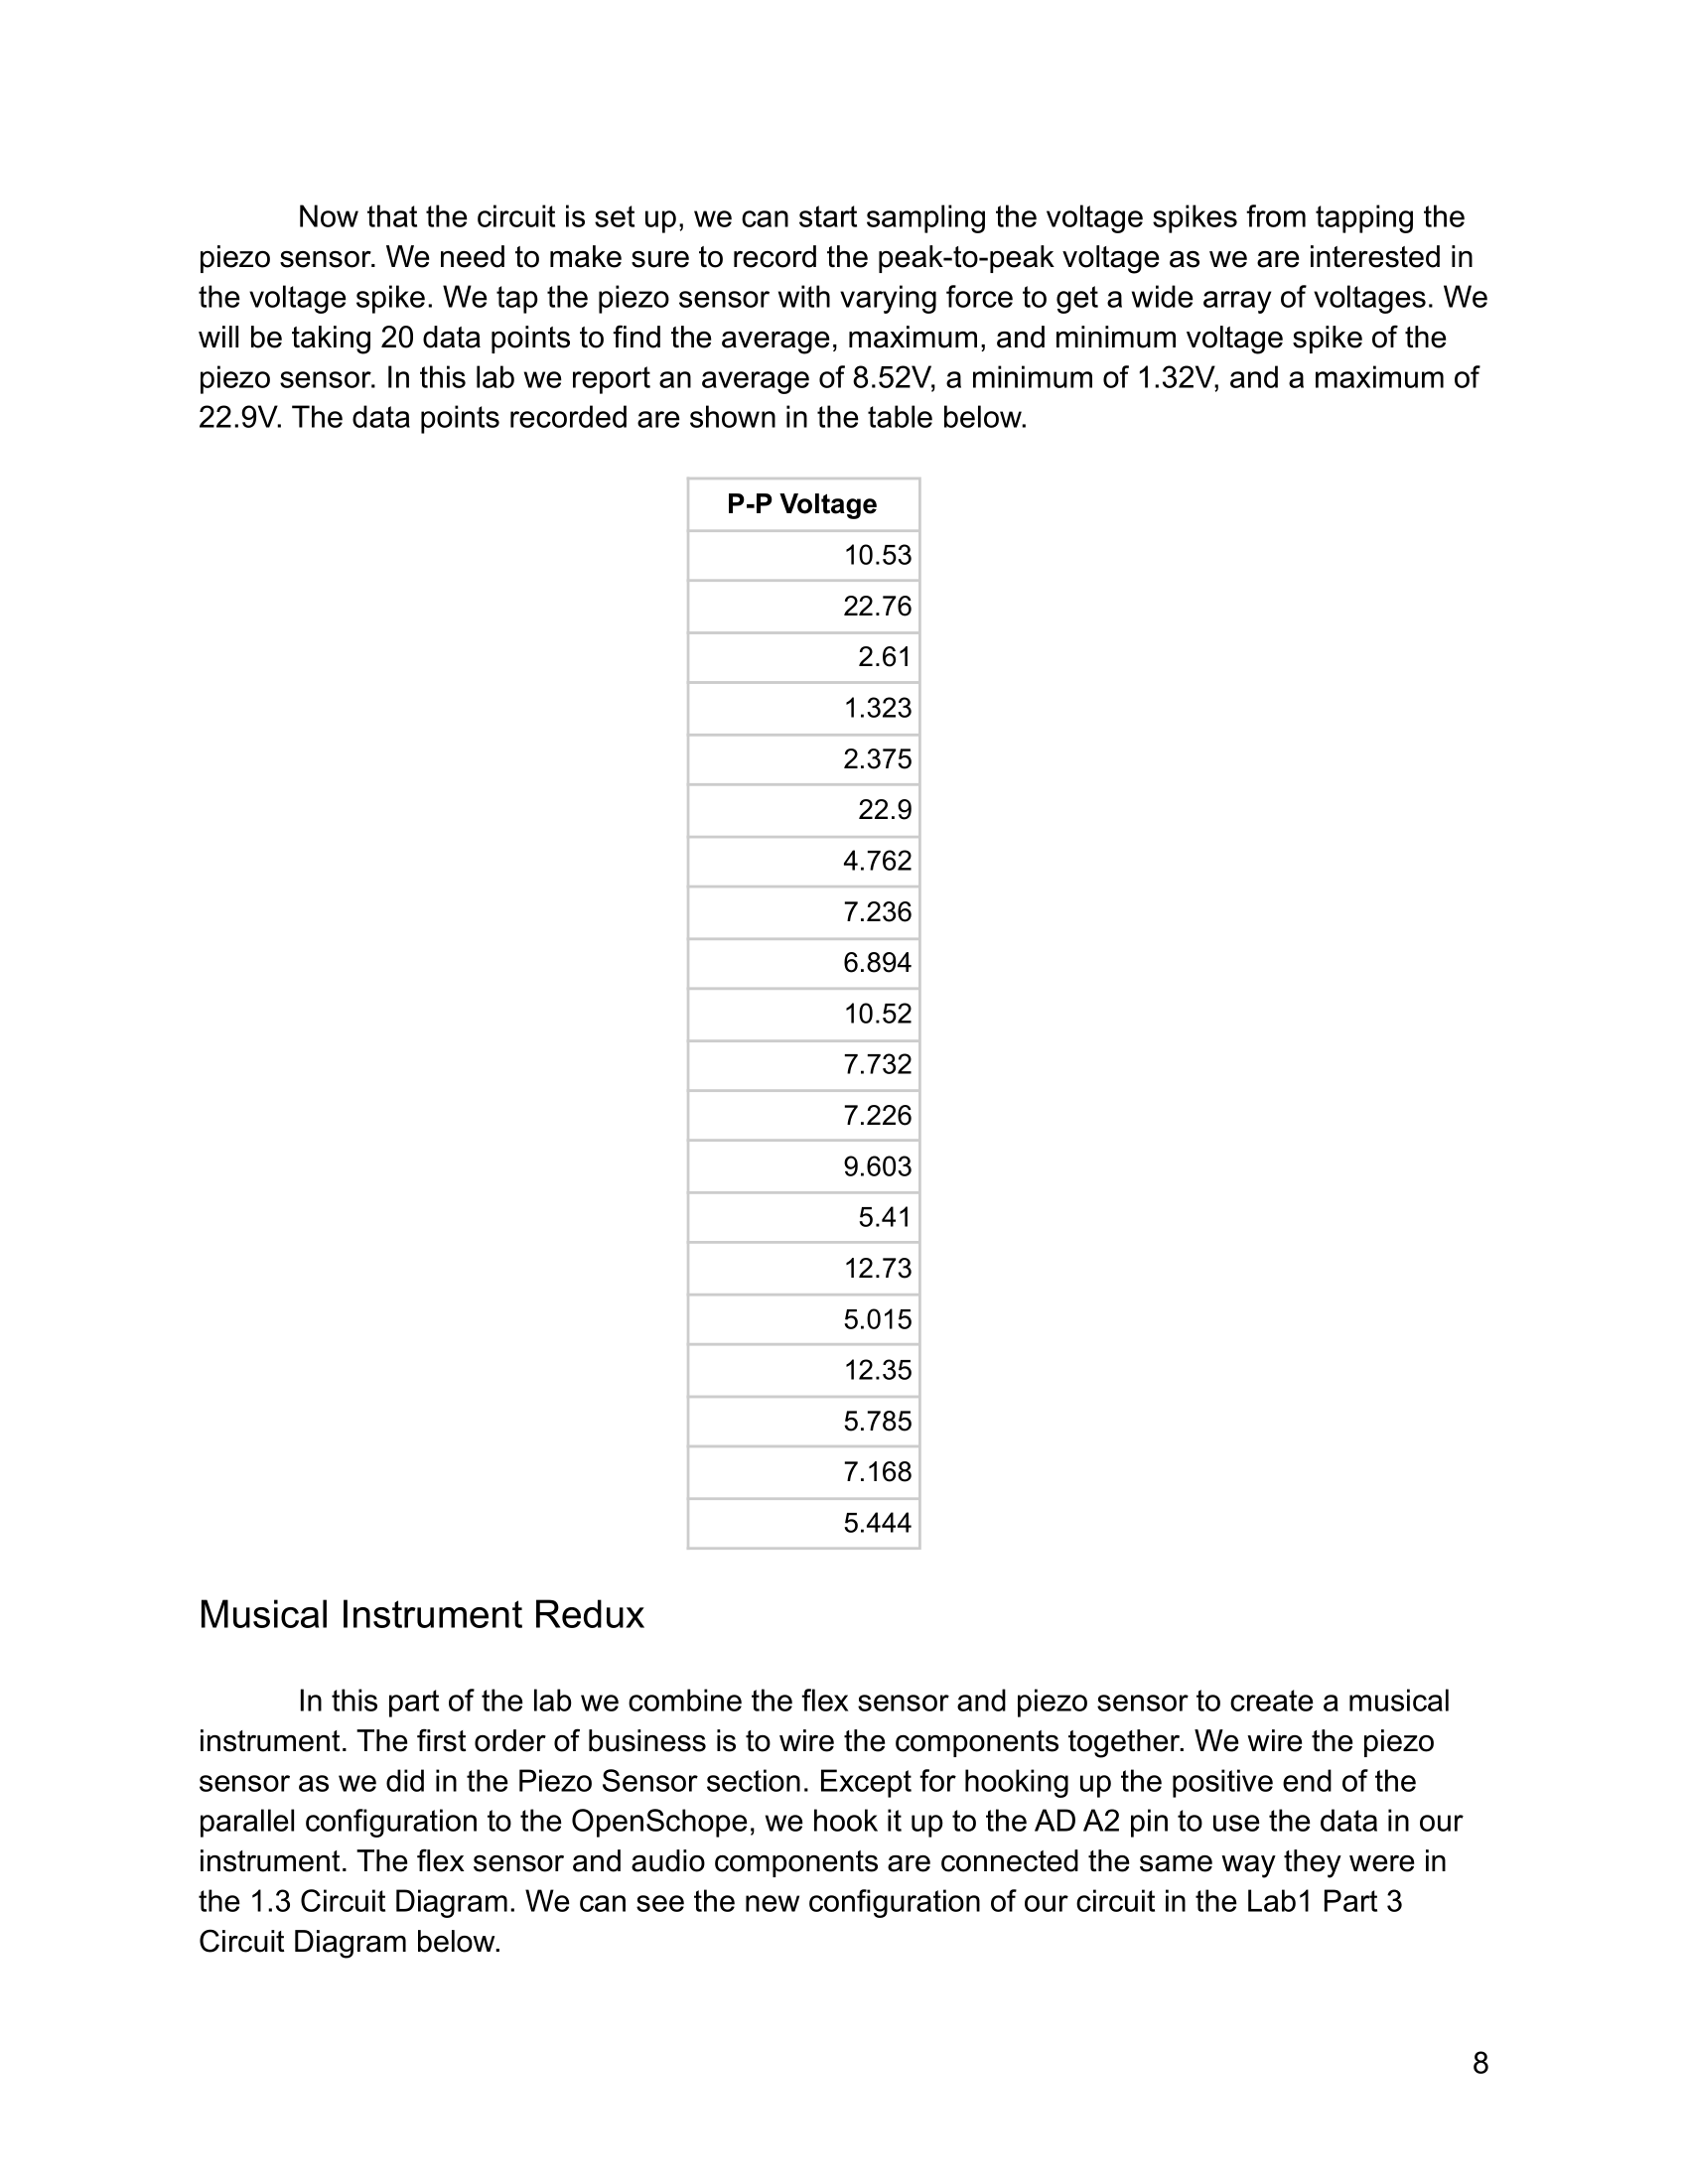 Now that the circuit is set up, we can start sampling the voltage spikes from tapping the
piezo sensor. We need to make sure to record the peak-to-peak voltage as we are interested in
the voltage spike. We tap the piezo sensor with varying force to get a wide array of voltages. We
will be taking 20 data points to find the average, maximum, and minimum voltage spike of the
piezo sensor. In this lab we report an average of 8.52V, a minimum of 1.32V, and a maximum of
22.9V. The data points recorded are shown in the table below.
P-P Voltage
10.53
22.76
2.61
1.323
2.375
22.9
4.762
7.236
6.894
10.52
7.732
7.226
9.603
5.41
12.73
5.015
12.35
5.785
7.168
5.444
Musical Instrument Redux
In this part of the lab we combine the flex sensor and piezo sensor to create a musical
instrument. The first order of business is to wire the components together. We wire the piezo
sensor as we did in the Piezo Sensor section. Except for hooking up the positive end of the
parallel configuration to the OpenSchope, we hook it up to the AD A2 pin to use the data in our
instrument. The flex sensor and audio components are connected the same way they were in
the 1.3 Circuit Diagram. We can see the new configuration of our circuit in the Lab1 Part 3
Circuit Diagram below.
8